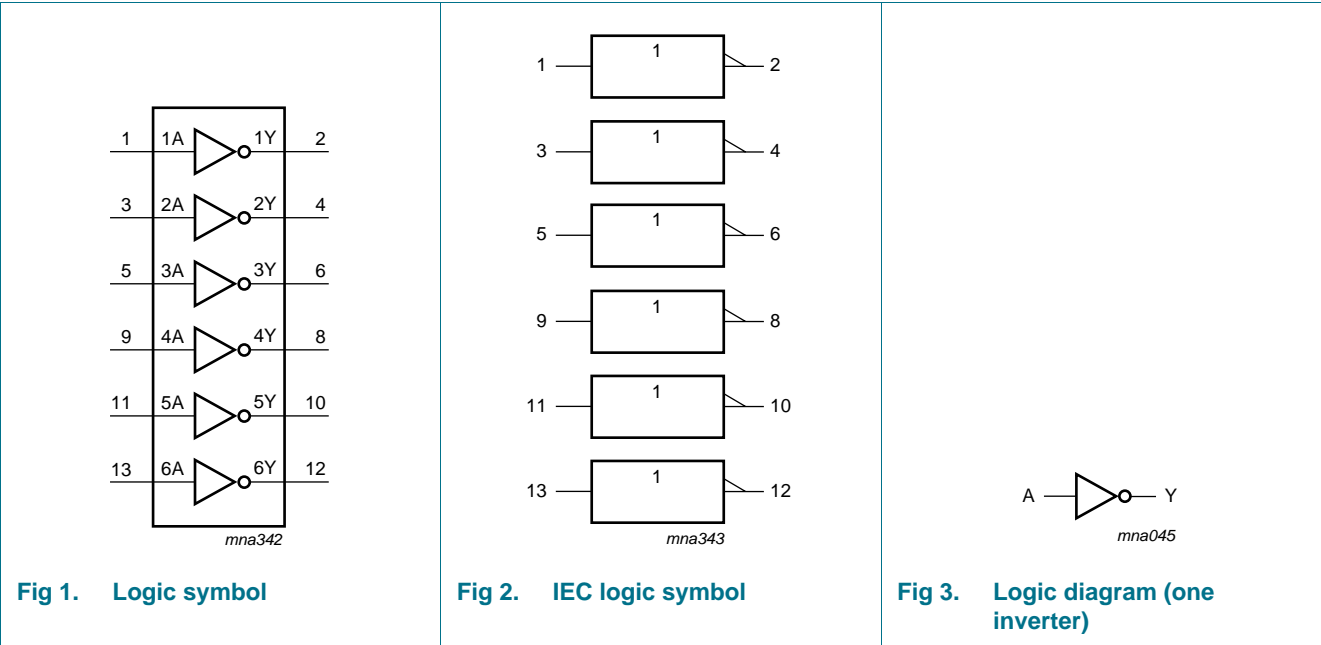 1 1A 1Y 2
3 2A 2Y 4
5 3A 3Y 6
9 4A 4Y 8
11 5A 5Y 10
13 6A 6Y 12
mna342
Fig 1. Logic symbol
1 1 2
3 1 4
5 1 6
9 1 8
11 1 10
13 1 12
mna343
Fig 2. IEC logic symbol
A Y
mna045
Fig 3. Logic diagram (one
inverter)